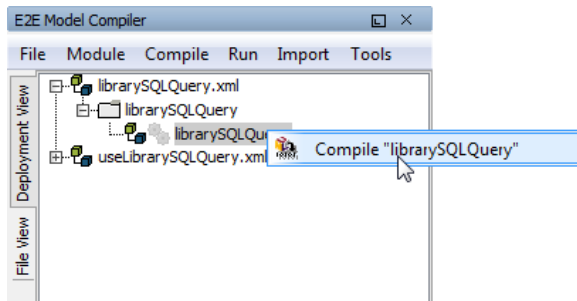 E2E Model Compiler
File Module Compile Run Import Tools
Deployment View
File View
librarySQLQuery.xml
librarySQLQuery
librarySQLQu
Compile "librarySQLQuery"
useLibrarySQLQuery.xml